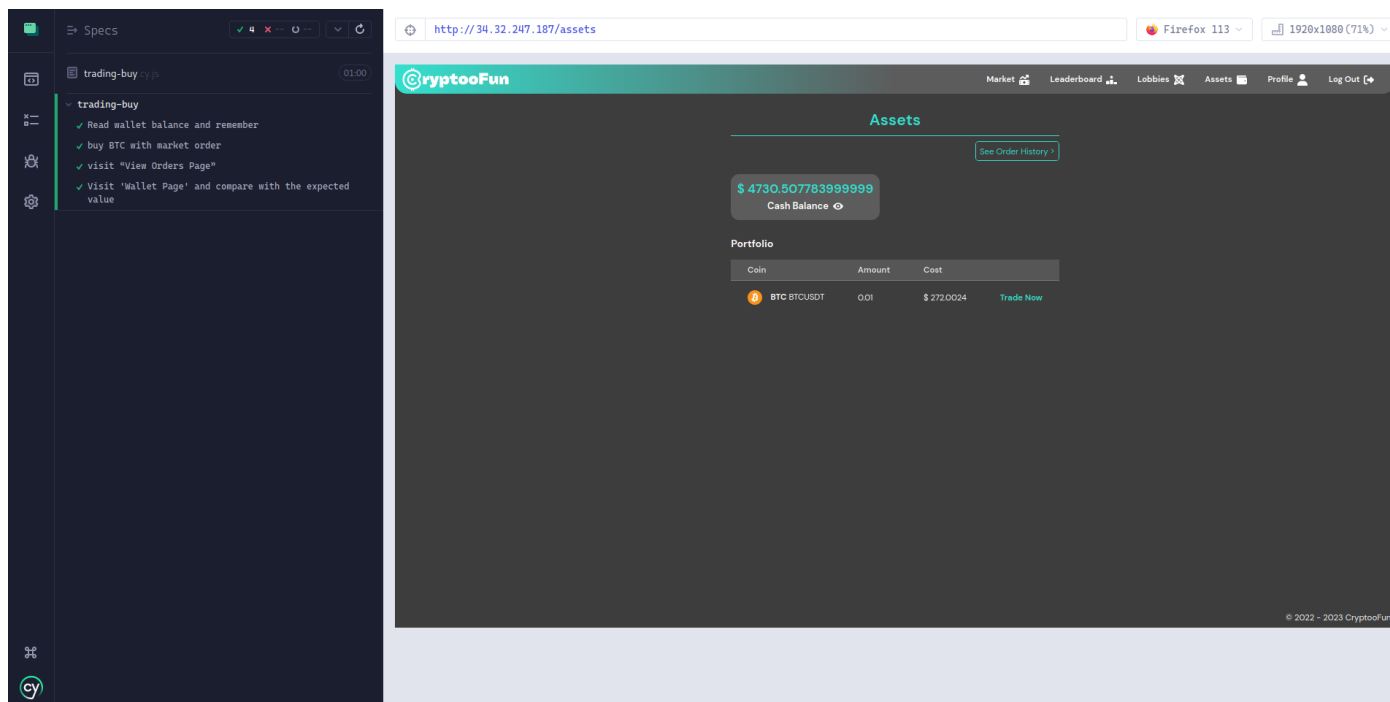 Specs
4 -- --
http://34.32.247.187/assets
Firefox 113
1920x1080 (71%)
trading-buy cy.js
01:00
trading-buy
Read wallet balance and remember
buy BTC with market order
visit "View Orders Page"
Visit 'Wallet Page' and compare with the expected
value
cy
CryptooFun
Market
Leaderboard
Lobbies
Assets
Profile
Log Out
Assets
See Order History >
$ 4730.507783999999
Cash Balance
Portfolio
Coin Amount Cost
BTC BTCUSDT 0.01 $ 272.0024 Trade Now
© 2022 - 2023 CryptooFun